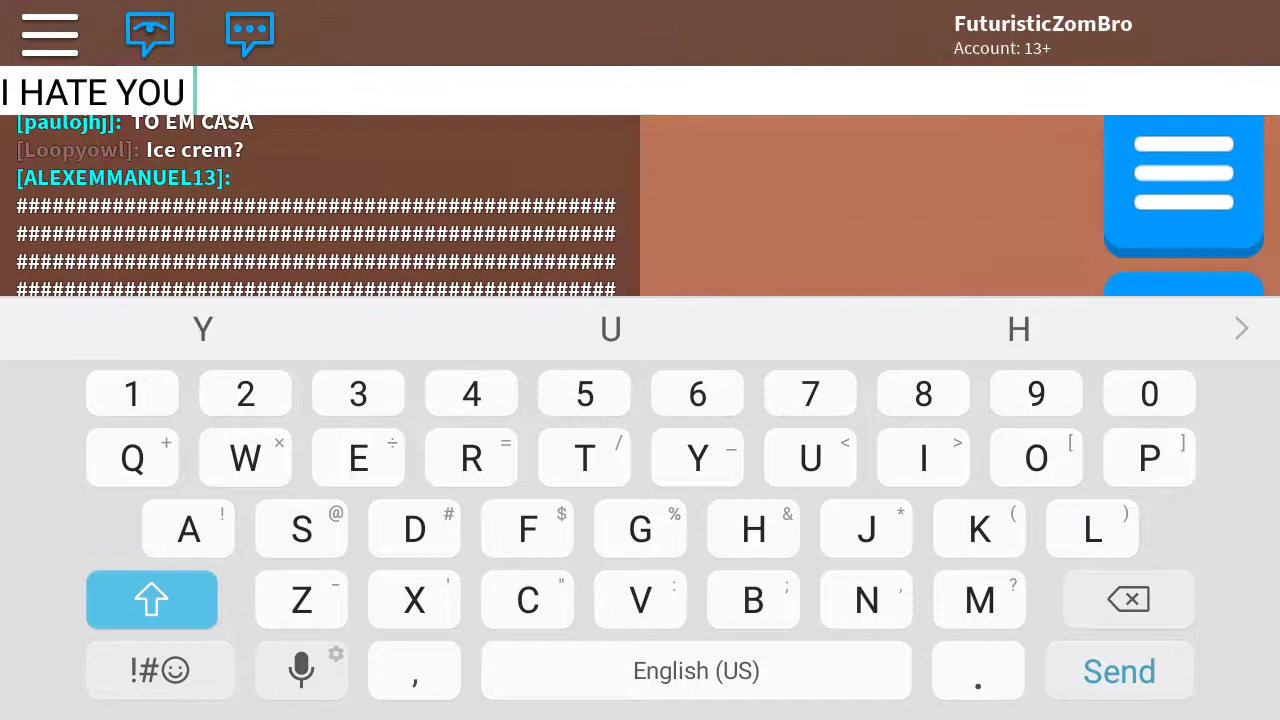 FuturisticZomBro
Account: 13+
I HATE YOU
[paulojhj]: TO EM CASA
[Loopyowl]: Ice crem?
[ALEXEMMANUEL13]:
##################################################
##################################################
##################################################
##################################################
Y U H
1 2 3 4 5 6 7 8 9 0
Q + W × E ÷ R = T / Y _ U < I > O [ P ]
A ! S @ D # F $ G % H & J * K ( L )
Z - X ' C " V : B ; N , M ?
!#☺ , English (US) . Send